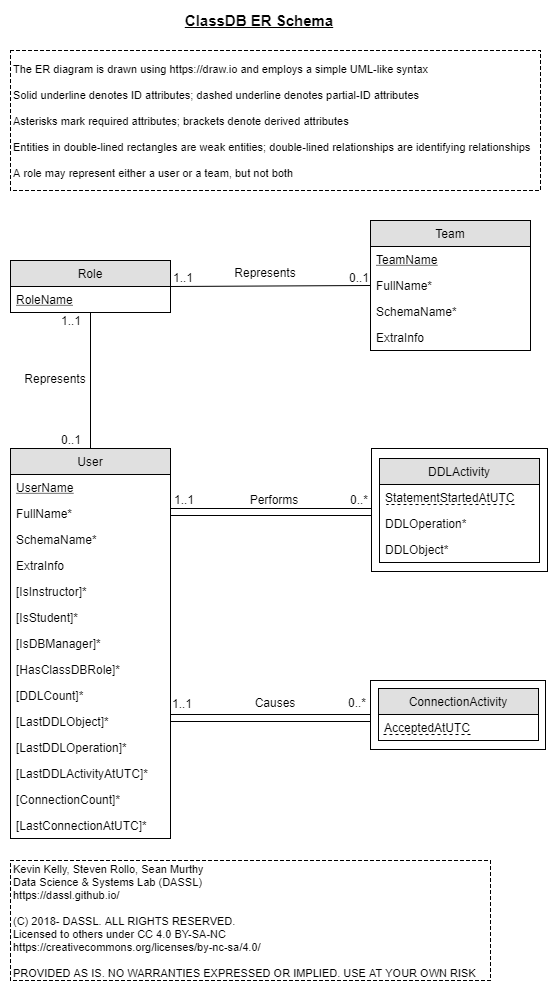 ClassDB ER Schema
The ER diagram is drawn using https://draw.io and employs a simple UML-like syntax
Solid underline denotes ID attributes; dashed underline denotes partial-ID attributes
Asterisks mark required attributes; brackets denote derived attributes
Entities in double-lined rectangles are weak entities; double-lined relationships are identifying relationships
A role may represent either a user or a team, but not both
Team
TeamName
FullName*
SchemaName*
ExtraInfo
Role
RoleName
1..1
Represents
0..1
1..1
Represents
0..1
User
UserName
FullName*
SchemaName*
ExtraInfo
[IsInstructor]*
[IsStudent]*
[IsDBManager]*
[HasClassDBRole]*
[DDLCount]*
[LastDDLObject]*
[LastDDLOperation]*
[LastDDLActivityAtUTC]*
[ConnectionCount]*
[LastConnectionAtUTC]*
1..1
Performs
0..*
DDLActivity
StatementStartedAtUTC
DDLOperation*
DDLObject*
1..1
Causes
0..*
ConnectionActivity
AcceptedAtUTC
Kevin Kelly, Steven Rollo, Sean Murthy
Data Science & Systems Lab (DASSL)
https://dassl.github.io/
(C) 2018- DASSL. ALL RIGHTS RESERVED.
Licensed to others under CC 4.0 BY-SA-NC
https://creativecommons.org/licenses/by-nc-sa/4.0/
PROVIDED AS IS. NO WARRANTIES EXPRESSED OR IMPLIED. USE AT YOUR OWN RISK